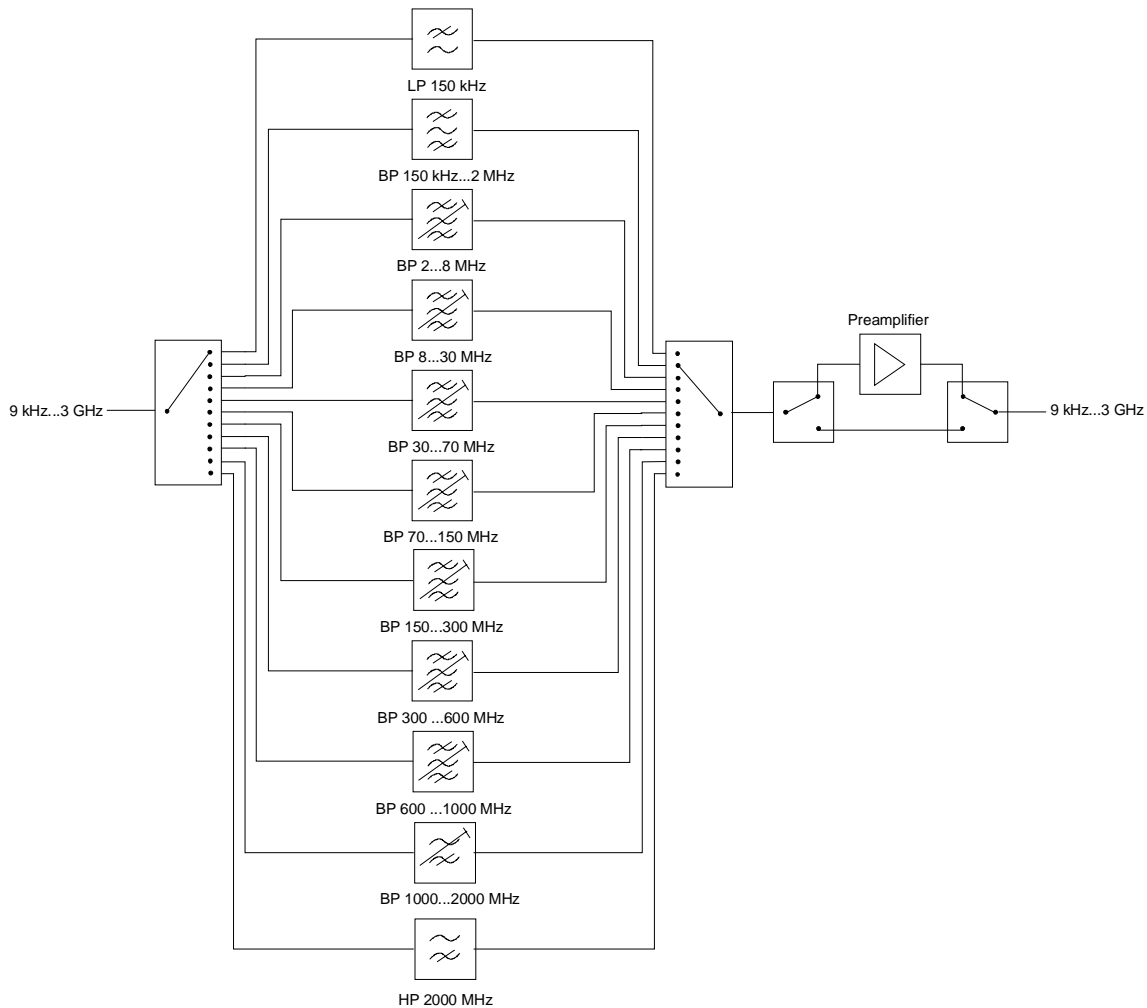 LP 150 kHz
BP 150 kHz...2 MHz
BP 2...8 MHz
BP 8...30 MHz
Preamplifier
9 kHz...3 GHz
9 kHz...3 GHz
BP 30...70 MHz
BP 70...150 MHz
BP 150...300 MHz
BP 300 ...600 MHz
BP 600 ...1000 MHz
BP 1000...2000 MHz
HP 2000 MHz